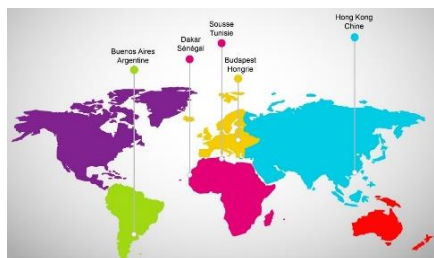 Hong Kong
Chine
Sousse
Tunisie
Dakar
Sénégal
Buenos Aires
Argentine
Budapest
Hongrie